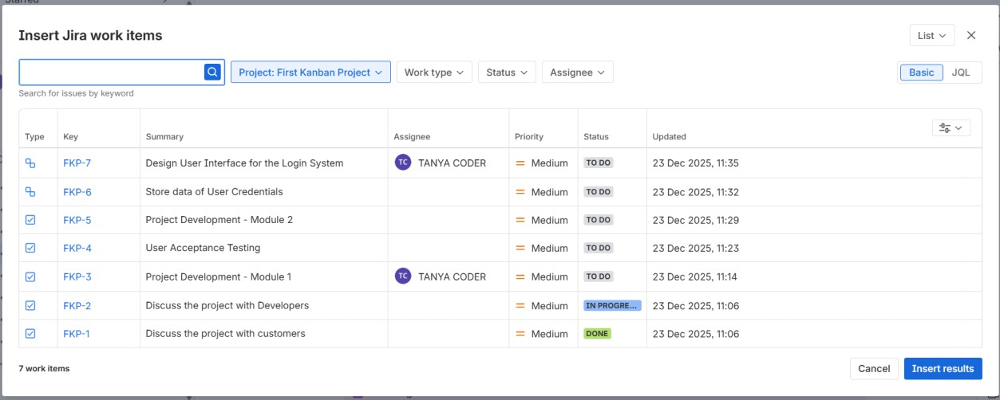 Starred
Insert Jira work items
List
Project: First Kanban Project
Work type
Status
Assignee
Basic
JQL
Search for issues by keyword
Type Key Summary Assignee Priority Status Updated
FKP-7 Design User Interface for the Login System TC TANYA CODER Medium TO DO 23 Dec 2025, 11:35
FKP-6 Store data of User Credentials Medium TO DO 23 Dec 2025, 11:32
FKP-5 Project Development - Module 2 Medium TO DO 23 Dec 2025, 11:29
FKP-4 User Acceptance Testing Medium TO DO 23 Dec 2025, 11:23
FKP-3 Project Development - Module 1 TC TANYA CODER Medium TO DO 23 Dec 2025, 11:14
FKP-2 Discuss the project with Developers Medium IN PROGRE... 23 Dec 2025, 11:06
FKP-1 Discuss the project with customers Medium DONE 23 Dec 2025, 11:06
7 work items
Cancel
Insert results